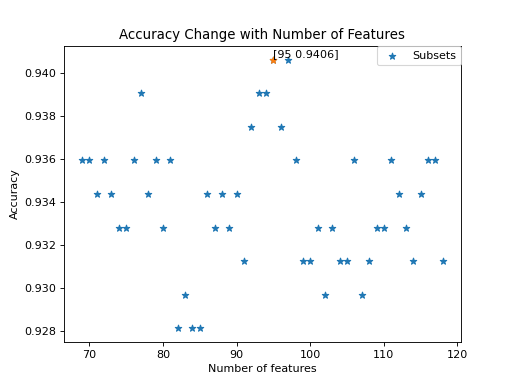 Accuracy Change with Number of Features
[95 0.9406]
Subsets
0.940
0.938
0.936
0.934
0.932
0.930
0.928
Accuracy
70 80 90 100 110 120
Number of features